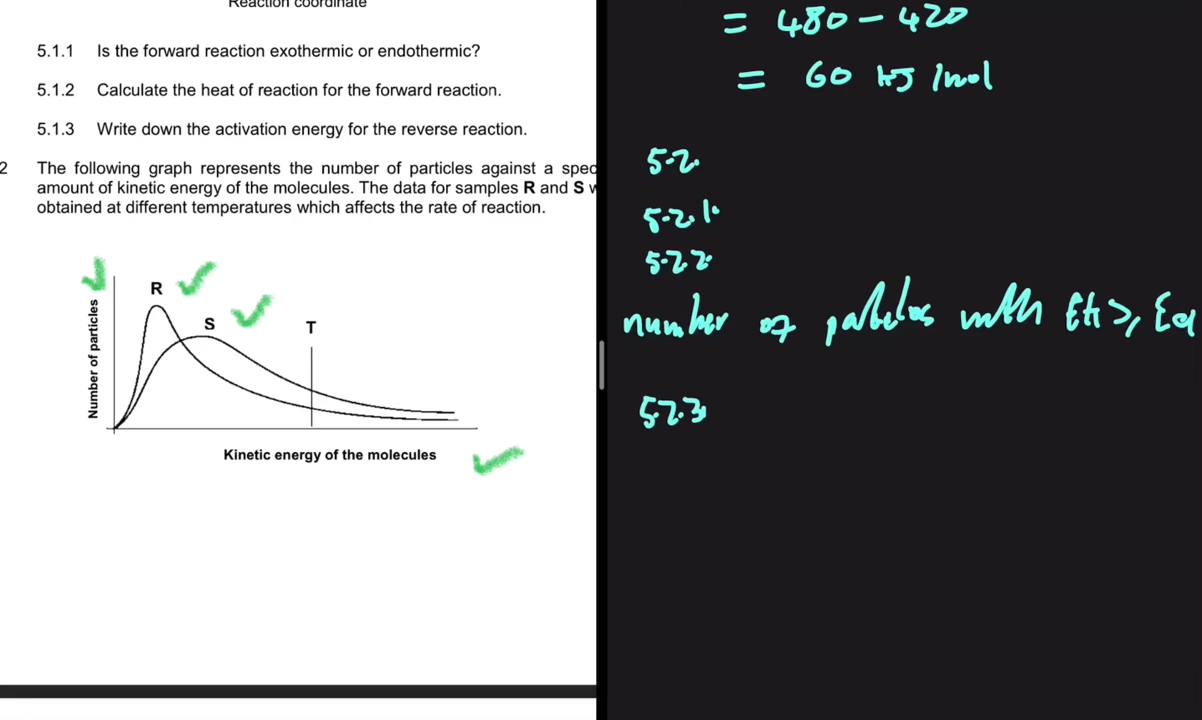 Reaction coordinate
5.1.1 Is the forward reaction exothermic or endothermic?
5.1.2 Calculate the heat of reaction for the forward reaction.
5.1.3 Write down the activation energy for the reverse reaction.
2 The following graph represents the number of particles against a spec
amount of kinetic energy of the molecules. The data for samples R and S w
obtained at different temperatures which affects the rate of reaction.
Number of particles
R
S
T
Kinetic energy of the molecules
= 480 - 420
= 60 kJ/mol
5.2.
5.2.1.
5.2.2.
number of with Ek ≥
5.2.3.